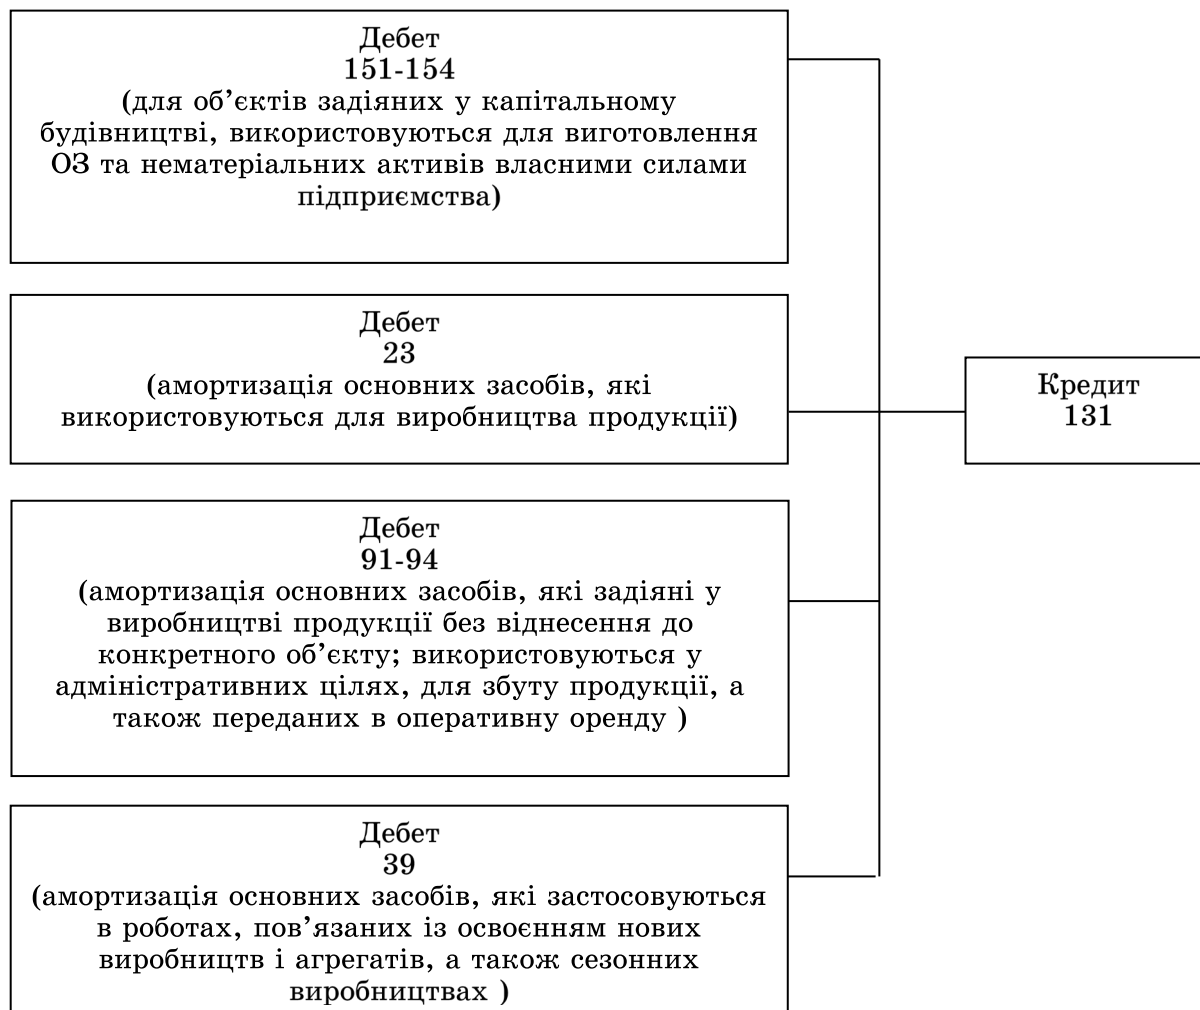 Дебет
151-154
(для об’єктів задіяних у капітальному
будівництві, використовуються для виготовлення
ОЗ та нематеріальних активів власними силами
підприємства)
Дебет
23
(амортизація основних засобів, які
використовуються для виробництва продукції)
Кредит
131
Дебет
91-94
(амортизація основних засобів, які задіяні у
виробництві продукції без віднесення до
конкретного об’єкту; використовуються у
адміністративних цілях, для збуту продукції, а
також переданих в оперативну оренду )
Дебет
39
(амортизація основних засобів, які застосовуються
в роботах, пов’язаних із освоєнням нових
виробництв і агрегатів, а також сезонних
виробництвах )